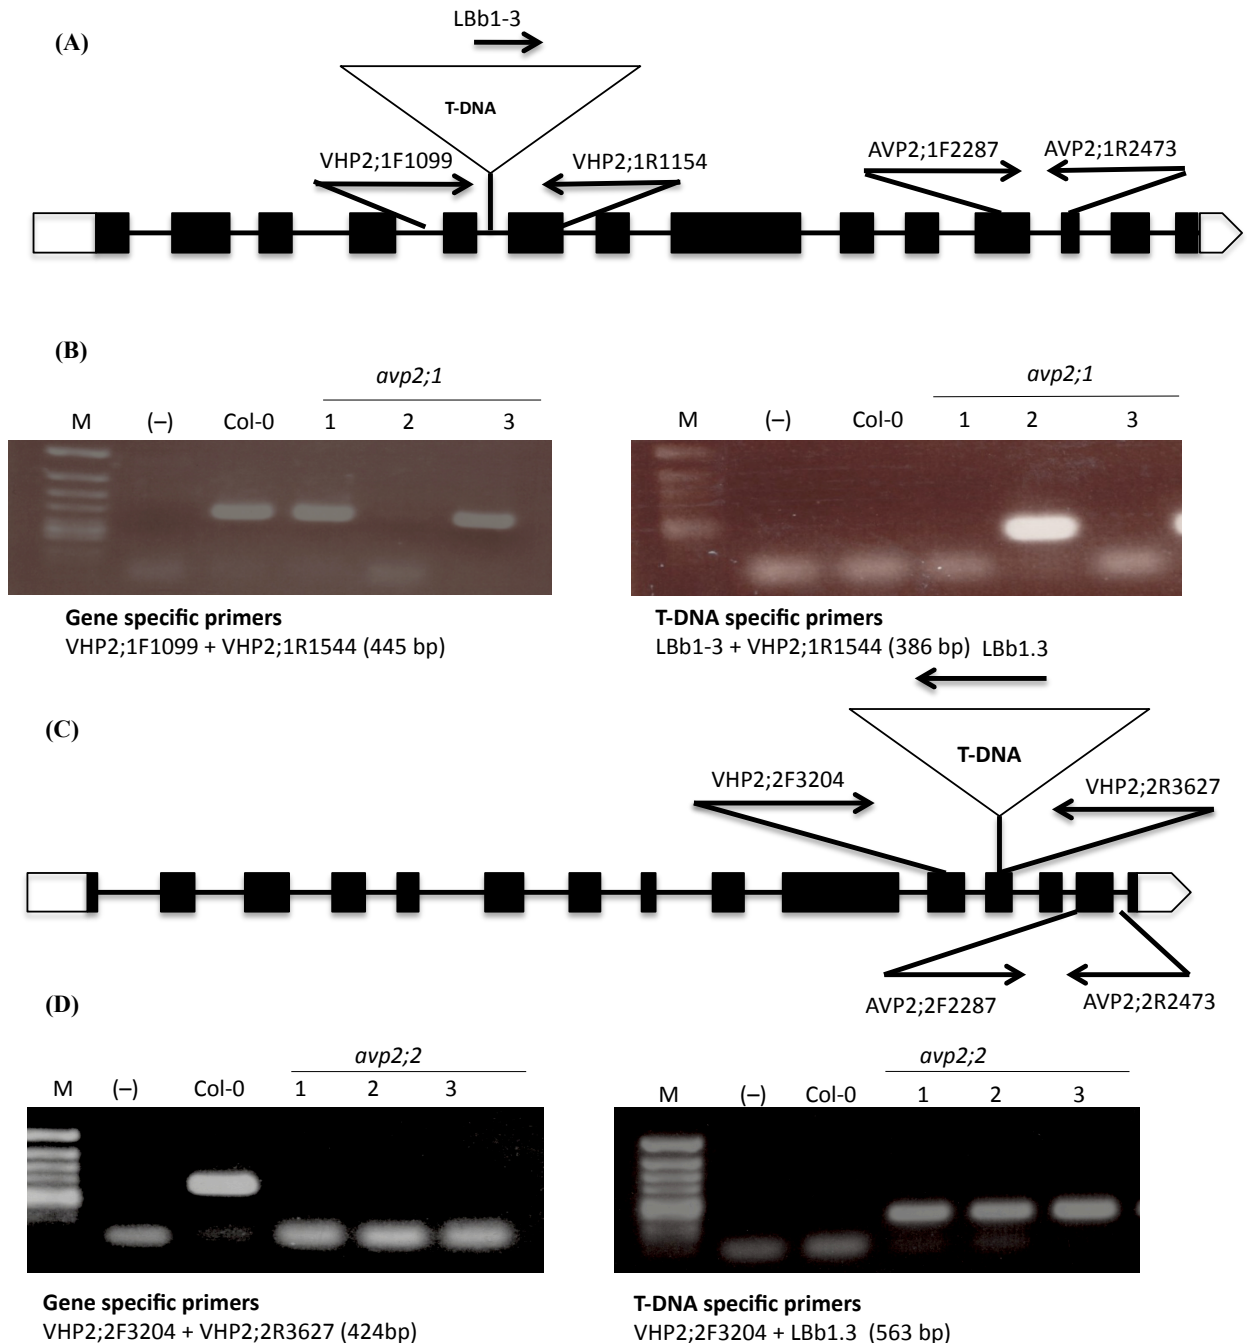 (A)
LBb1-3
T-DNA
VHP2;1F1099
VHP2;1R1154
AVP2;1F2287
AVP2;1R2473
(B)
avp2;1
M (–) Col-0 1 2 3
Gene specific primers
VHP2;1F1099 + VHP2;1R1544 (445 bp)
avp2;1
M (–) Col-0 1 2 3
T-DNA specific primers
LBb1-3 + VHP2;1R1544 (386 bp)
LBb1.3
(C)
T-DNA
VHP2;2F3204
VHP2;2R3627
AVP2;2F2287
AVP2;2R2473
(D)
avp2;2
M (–) Col-0 1 2 3
Gene specific primers
VHP2;2F3204 + VHP2;2R3627 (424bp)
avp2;2
M (–) Col-0 1 2 3
T-DNA specific primers
VHP2;2F3204 + LBb1.3 (563 bp)